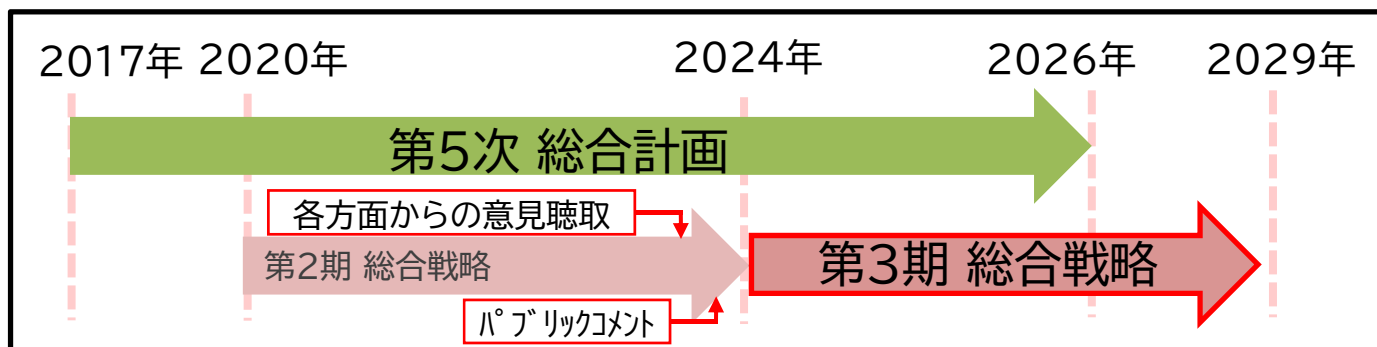 2017年 2020年 2024年 2026年 2029年
第5次 総合計画
各方面からの意見聴取
第2期 総合戦略
第3期 総合戦略
ﾊﾟﾌﾞﾘｯｸｺﾒﾝﾄ